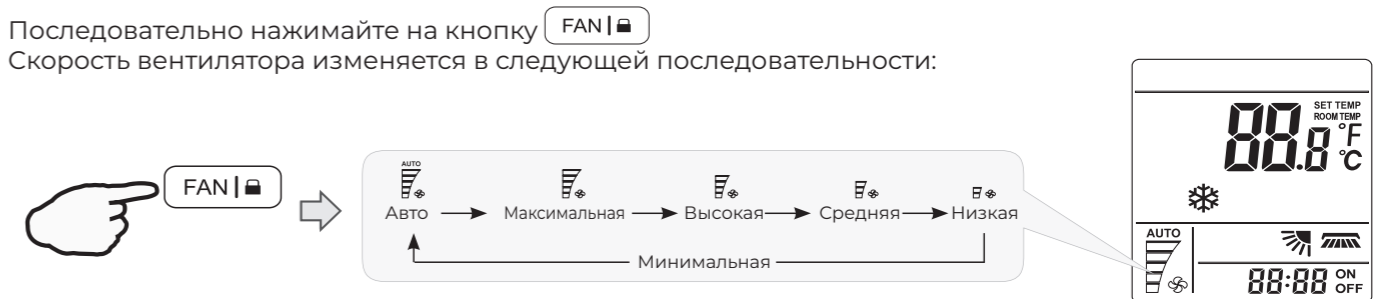 Последовательно нажимайте на кнопку FAN |
Скорость вентилятора изменяется в следующей последовательности:
FAN |
AUTO
Авто Максимальная Высокая Средняя Низкая
Минимальная
88.8 SET TEMP
ROOM TEMP
°F
°C
AUTO
88:88 ON
OFF